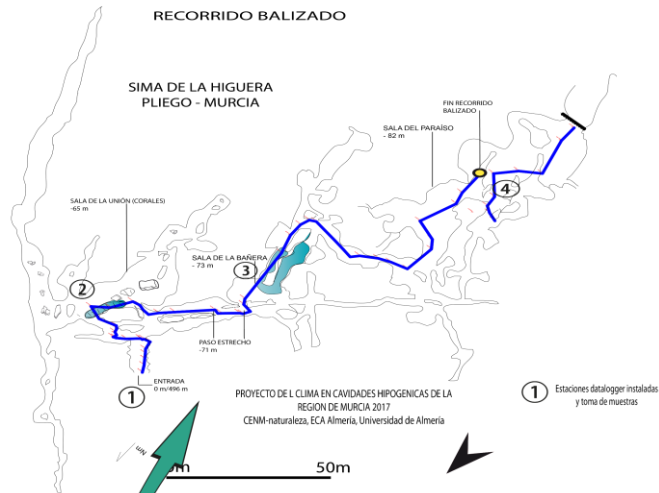 RECORRIDO BALIZADO
SIMA DE LA HIGUERA
PLIEGO - MURCIA
FIN RECORRIDO
BALIZADO
SALA DEL PARAÍSO
- 82 m
SALA DE LA UNIÓN (CORALES)
-65 m
4
SALA DE LA BAÑERA
- 73 m
3
2
PASO ESTRECHO
-71 m
1
ENTRADA
0 m/496 m
PROYECTO DE L CLIMA EN CAVIDADES HIPOGENICAS DE LA
REGION DE MURCIA 2017
CENM-naturaleza, ECA Almería, Universidad de Almería
1
Estaciones datalogger instaladas
y toma de muestras
Nm
50m